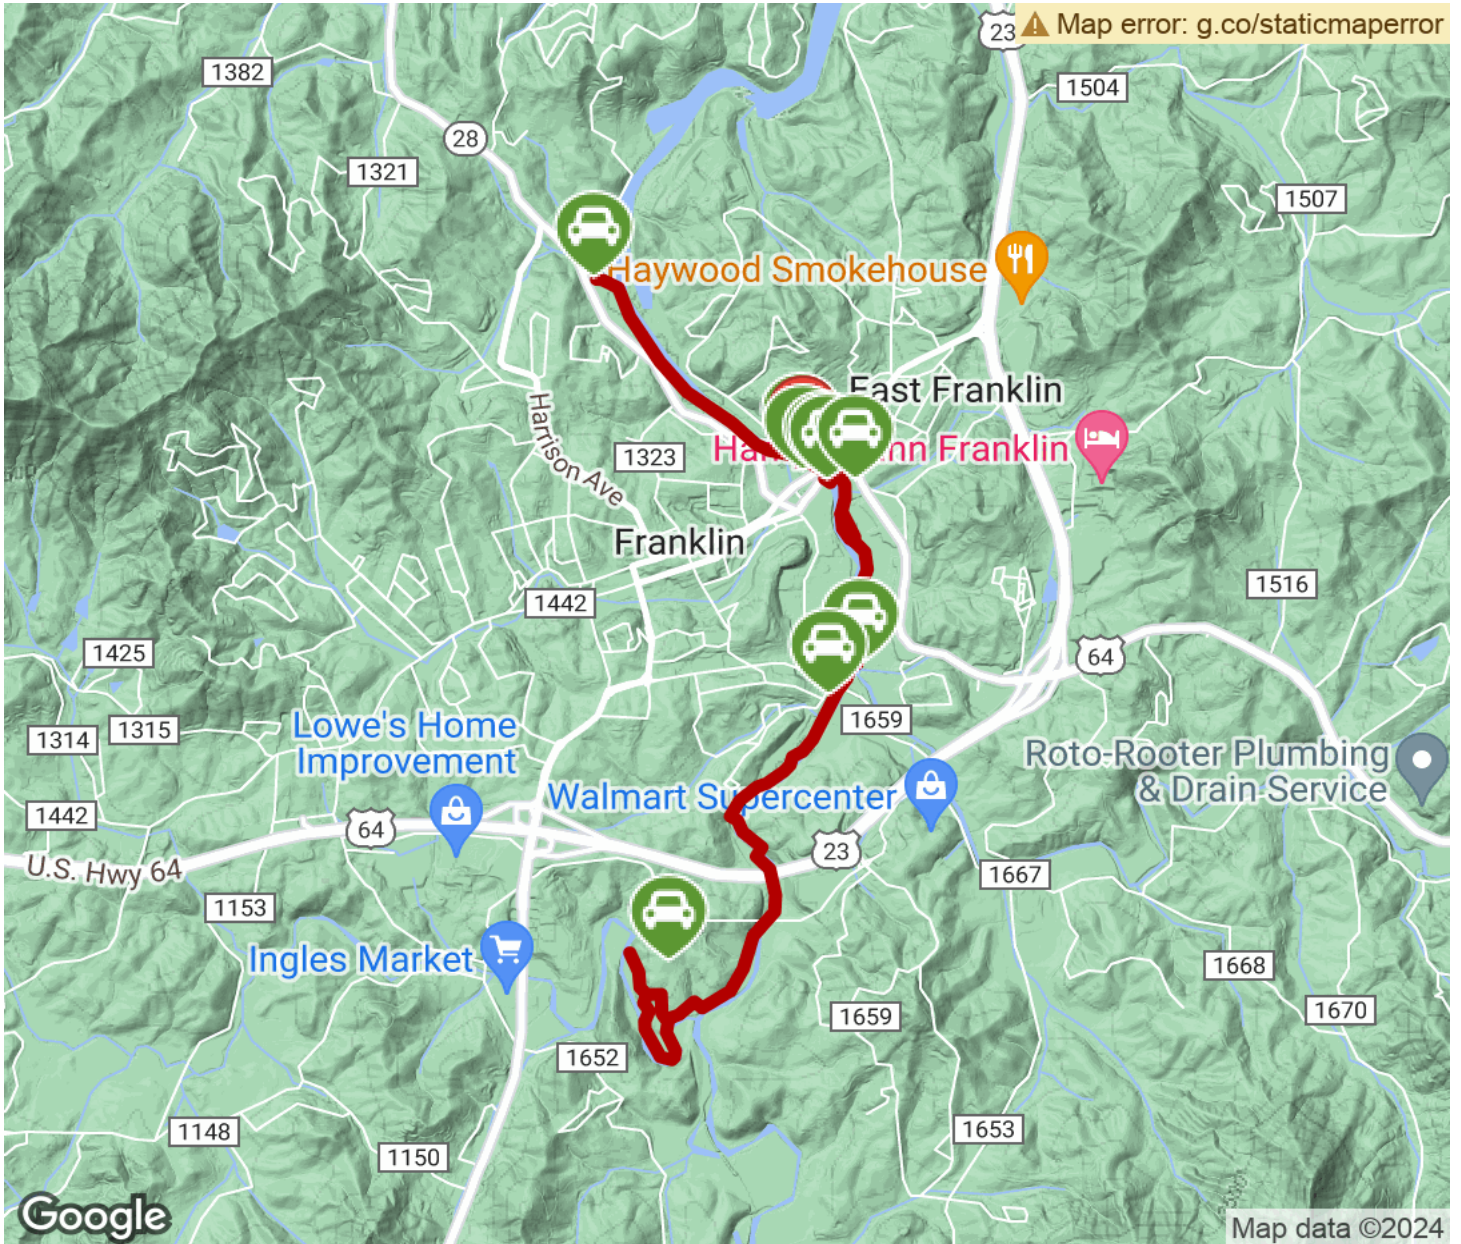 23
Map error: g.co/staticmaperror
1382
1504
28
1321
1507
Haywood Smokehouse
East Franklin
Harrison Ave
1323
nn Franklin
Franklin
1442
1516
1425
64
1659
1314
1315
Lowe's Home
Improvement
Roto-Rooter Plumbing
& Drain Service
Walmart Supercenter
1442
64
23
U.S. Hwy 64
1667
1153
Ingles Market
1668
1659
1670
1652
1148
1653
1150
Google
Map data ©2024